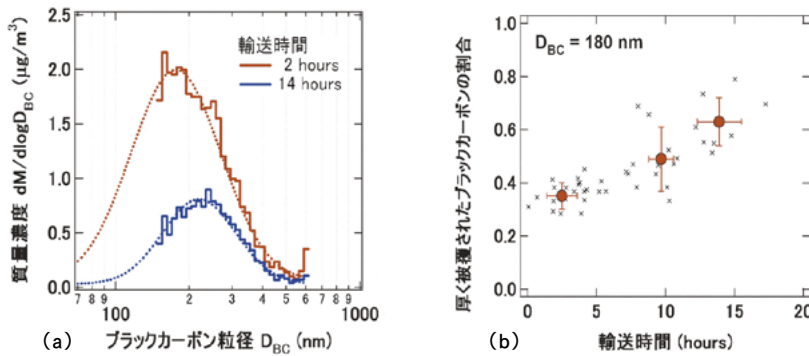 (a)
質量濃度 dM/dlogD_BC (μg/m³)
2.5
2.0
1.5
1.0
0.5
0.0
輸送時間
2 hours
14 hours
7 8 9 100 2 3 4 5 6 7 8 9 1000
ブラックカーボン粒径 D_BC (nm)
(b)
厚く被覆されたブラックカーボンの割合
1.0
0.8
0.6
0.4
0.2
0.0
D_BC = 180 nm
0 5 10 15 20
輸送時間 (hours)